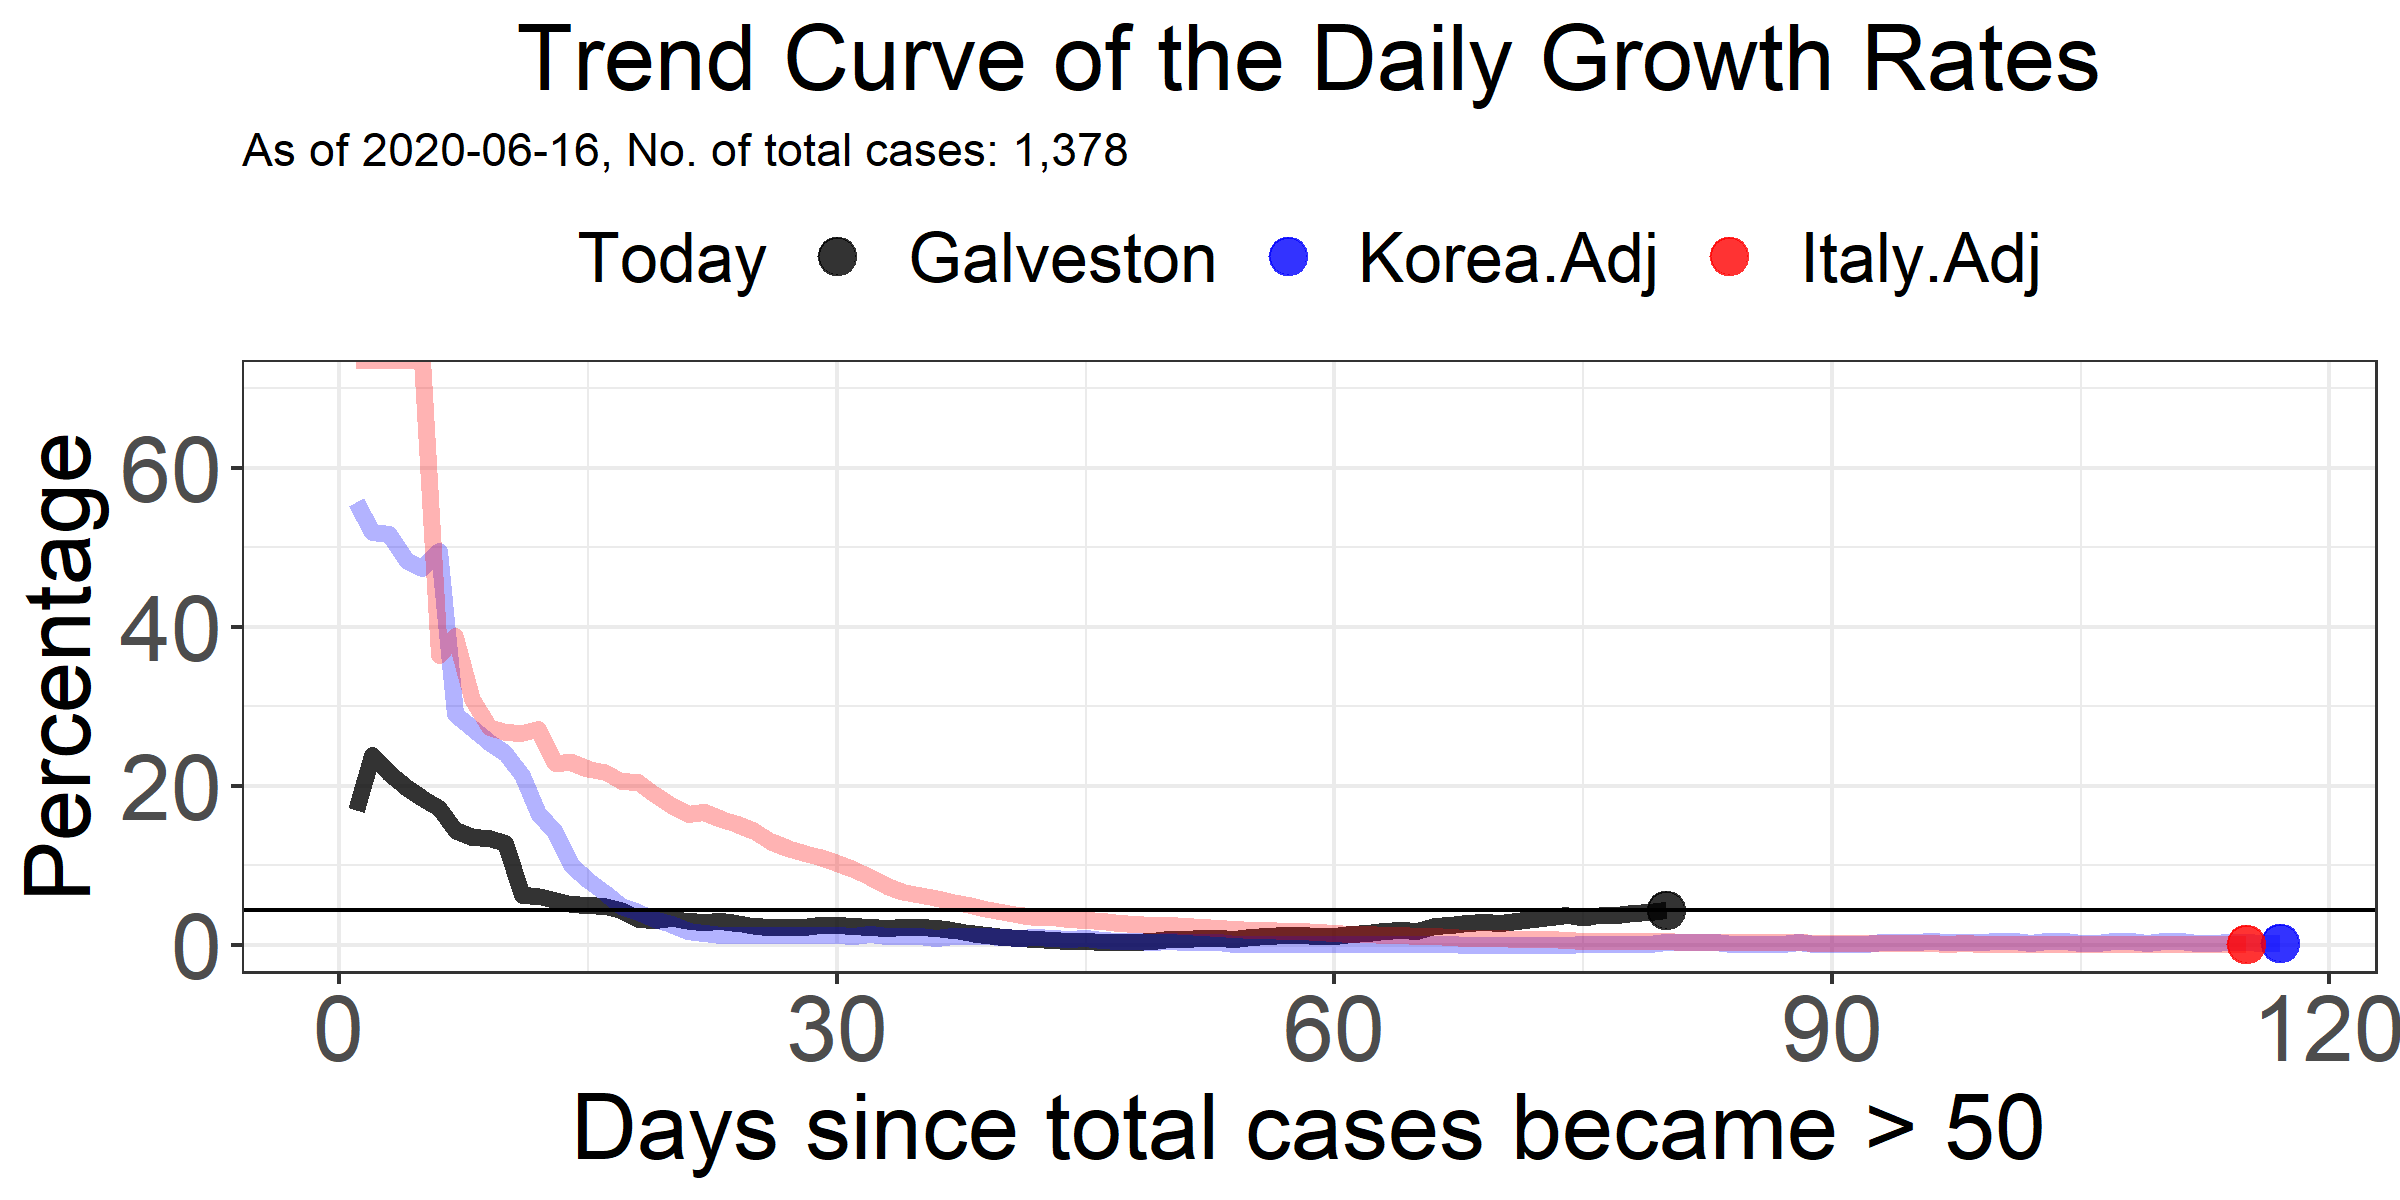 Trend Curve of the Daily Growth Rates
As of 2020-06-16, No. of total cases: 1,378
Today Galveston Korea.Adj Italy.Adj
Percentage
60
40
20
0
0 30 60 90 120
Days since total cases became > 50